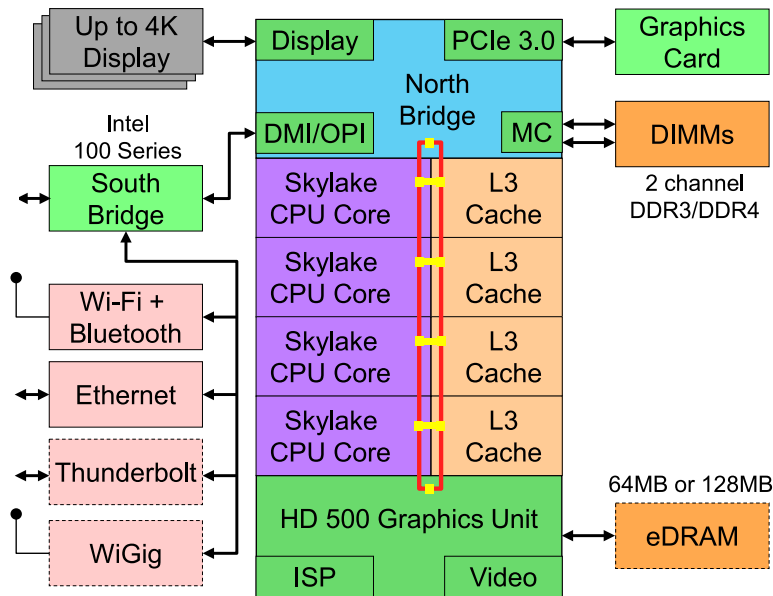 Up to 4K
Display
Display
PCIe 3.0
Graphics
Card
North
Bridge
Intel
100 Series
DMI/OPI
MC
DIMMs
2 channel
DDR3/DDR4
South
Bridge
Skylake
CPU Core
L3
Cache
Skylake
CPU Core
L3
Cache
Wi-Fi +
Bluetooth
Skylake
CPU Core
L3
Cache
Ethernet
Skylake
CPU Core
L3
Cache
Thunderbolt
64MB or 128MB
HD 500 Graphics Unit
eDRAM
WiGig
ISP
Video